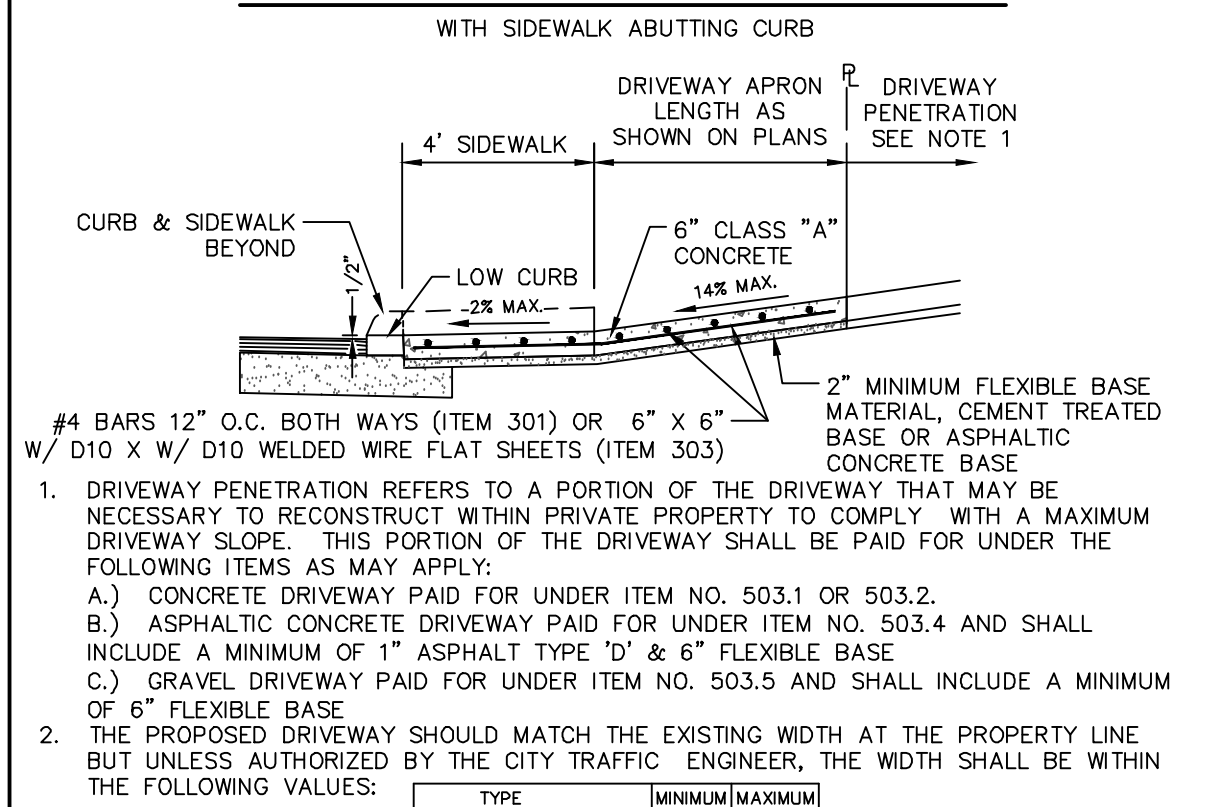 WITH SIDEWALK ABUTTING CURB
PL
DRIVEWAY APRON
LENGTH AS
SHOWN ON PLANS
DRIVEWAY
PENETRATION
SEE NOTE 1
4' SIDEWALK
CURB & SIDEWALK
BEYOND
6" CLASS "A"
CONCRETE
1/2"
LOW CURB
2% MAX.
14% MAX.
2" MINIMUM FLEXIBLE BASE
MATERIAL, CEMENT TREATED
BASE OR ASPHALTIC
CONCRETE BASE
#4 BARS 12" O.C. BOTH WAYS (ITEM 301) OR 6" X 6"
W/ D10 X W/ D10 WELDED WIRE FLAT SHEETS (ITEM 303)
1. DRIVEWAY PENETRATION REFERS TO A PORTION OF THE DRIVEWAY THAT MAY BE
NECESSARY TO RECONSTRUCT WITHIN PRIVATE PROPERTY TO COMPLY WITH A MAXIMUM
DRIVEWAY SLOPE. THIS PORTION OF THE DRIVEWAY SHALL BE PAID FOR UNDER THE
FOLLOWING ITEMS AS MAY APPLY:
A.) CONCRETE DRIVEWAY PAID FOR UNDER ITEM NO. 503.1 OR 503.2.
B.) ASPHALTIC CONCRETE DRIVEWAY PAID FOR UNDER ITEM NO. 503.4 AND SHALL
INCLUDE A MINIMUM OF 1" ASPHALT TYPE 'D' & 6" FLEXIBLE BASE
C.) GRAVEL DRIVEWAY PAID FOR UNDER ITEM NO. 503.5 AND SHALL INCLUDE A MINIMUM
OF 6" FLEXIBLE BASE
2. THE PROPOSED DRIVEWAY SHOULD MATCH THE EXISTING WIDTH AT THE PROPERTY LINE
BUT UNLESS AUTHORIZED BY THE CITY TRAFFIC ENGINEER, THE WIDTH SHALL BE WITHIN
THE FOLLOWING VALUES:
TYPE MINIMUM MAXIMUM